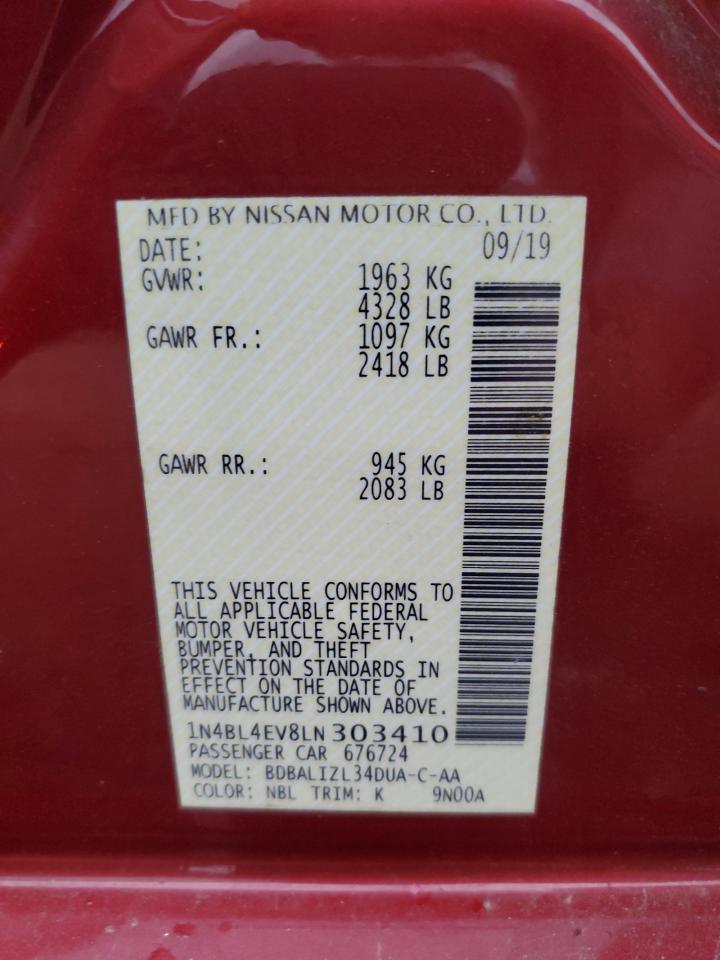 MFD BY NISSAN MOTOR CO., LTD.
DATE: 09/19
GVWR: 1963 KG
4328 LB
GAWR FR.: 1097 KG
2418 LB
GAWR RR.: 945 KG
2083 LB
THIS VEHICLE CONFORMS TO
ALL APPLICABLE FEDERAL
MOTOR VEHICLE SAFETY,
BUMPER, AND THEFT
PREVENTION STANDARDS IN
EFFECT ON THE DATE OF
MANUFACTURE SHOWN ABOVE.
1N4BL4EV8LN303410
PASSENGER CAR 676724
MODEL: BDBALIZL34DUA-C-AA
COLOR: NBL TRIM: K 9N00A